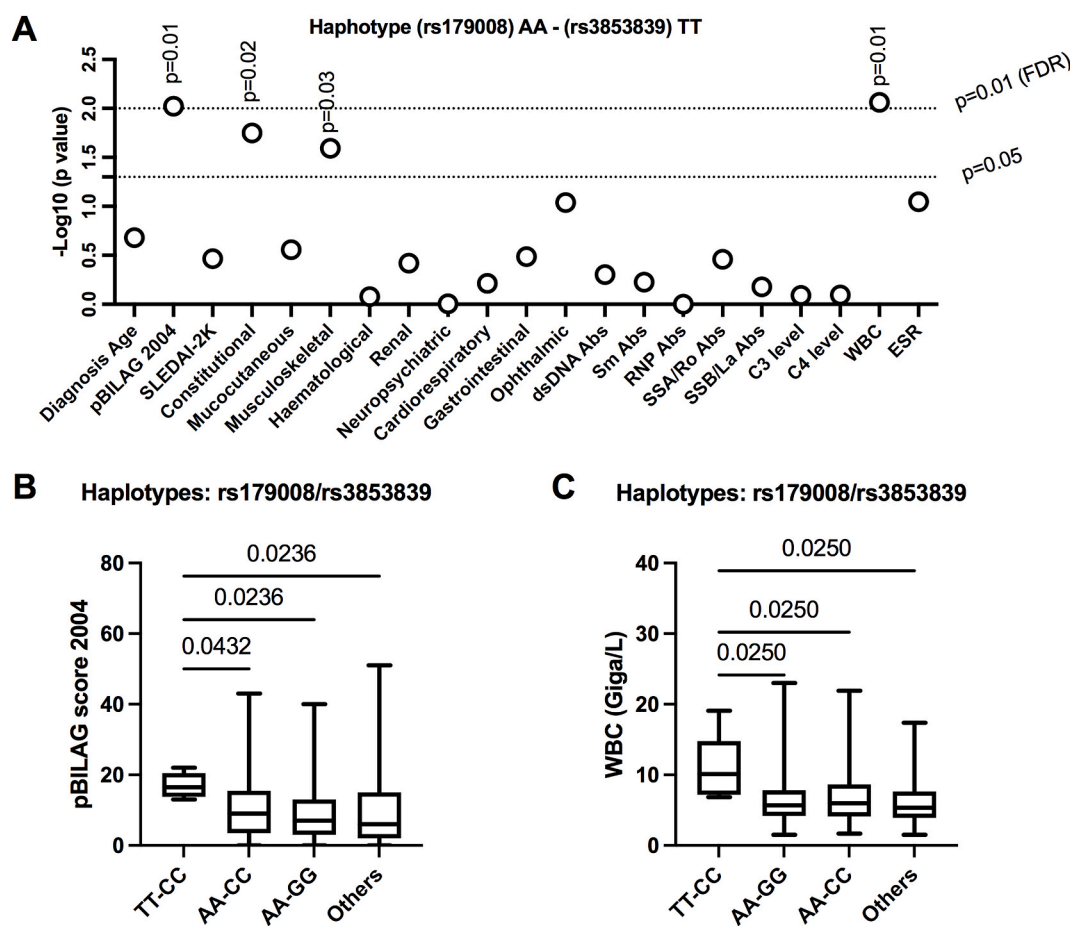 A
Haphotype (rs179008) AA - (rs3853839) TT
-Log10 (p value)
2.5
2.0
1.5
1.0
0.5
0.0
p=0.01
p=0.02
p=0.03
p=0.01
p=0.01 (FDR)
p=0.05
Diagnosis Age
pBILAG 2004
SLEDAI-2K
Constitutional
Mucocutaneous
Musculoskeletal
Haematological
Renal
Neuropsychiatric
Cardiorespiratory
Gastrointestinal
Ophthalmic
dsDNA Abs
Sm Abs
RNP Abs
SSA/Ro Abs
SSB/La Abs
C3 level
C4 level
WBC
ESR
B
Haplotypes: rs179008/rs3853839
pBILAG score 2004
80
60
40
20
0
0.0236
0.0236
0.0432
TT-CC
AA-CC
AA-GG
Others
C
Haplotypes: rs179008/rs3853839
WBC (Giga/L)
40
30
20
10
0
0.0250
0.0250
0.0250
TT-CC
AA-GG
AA-CC
Others